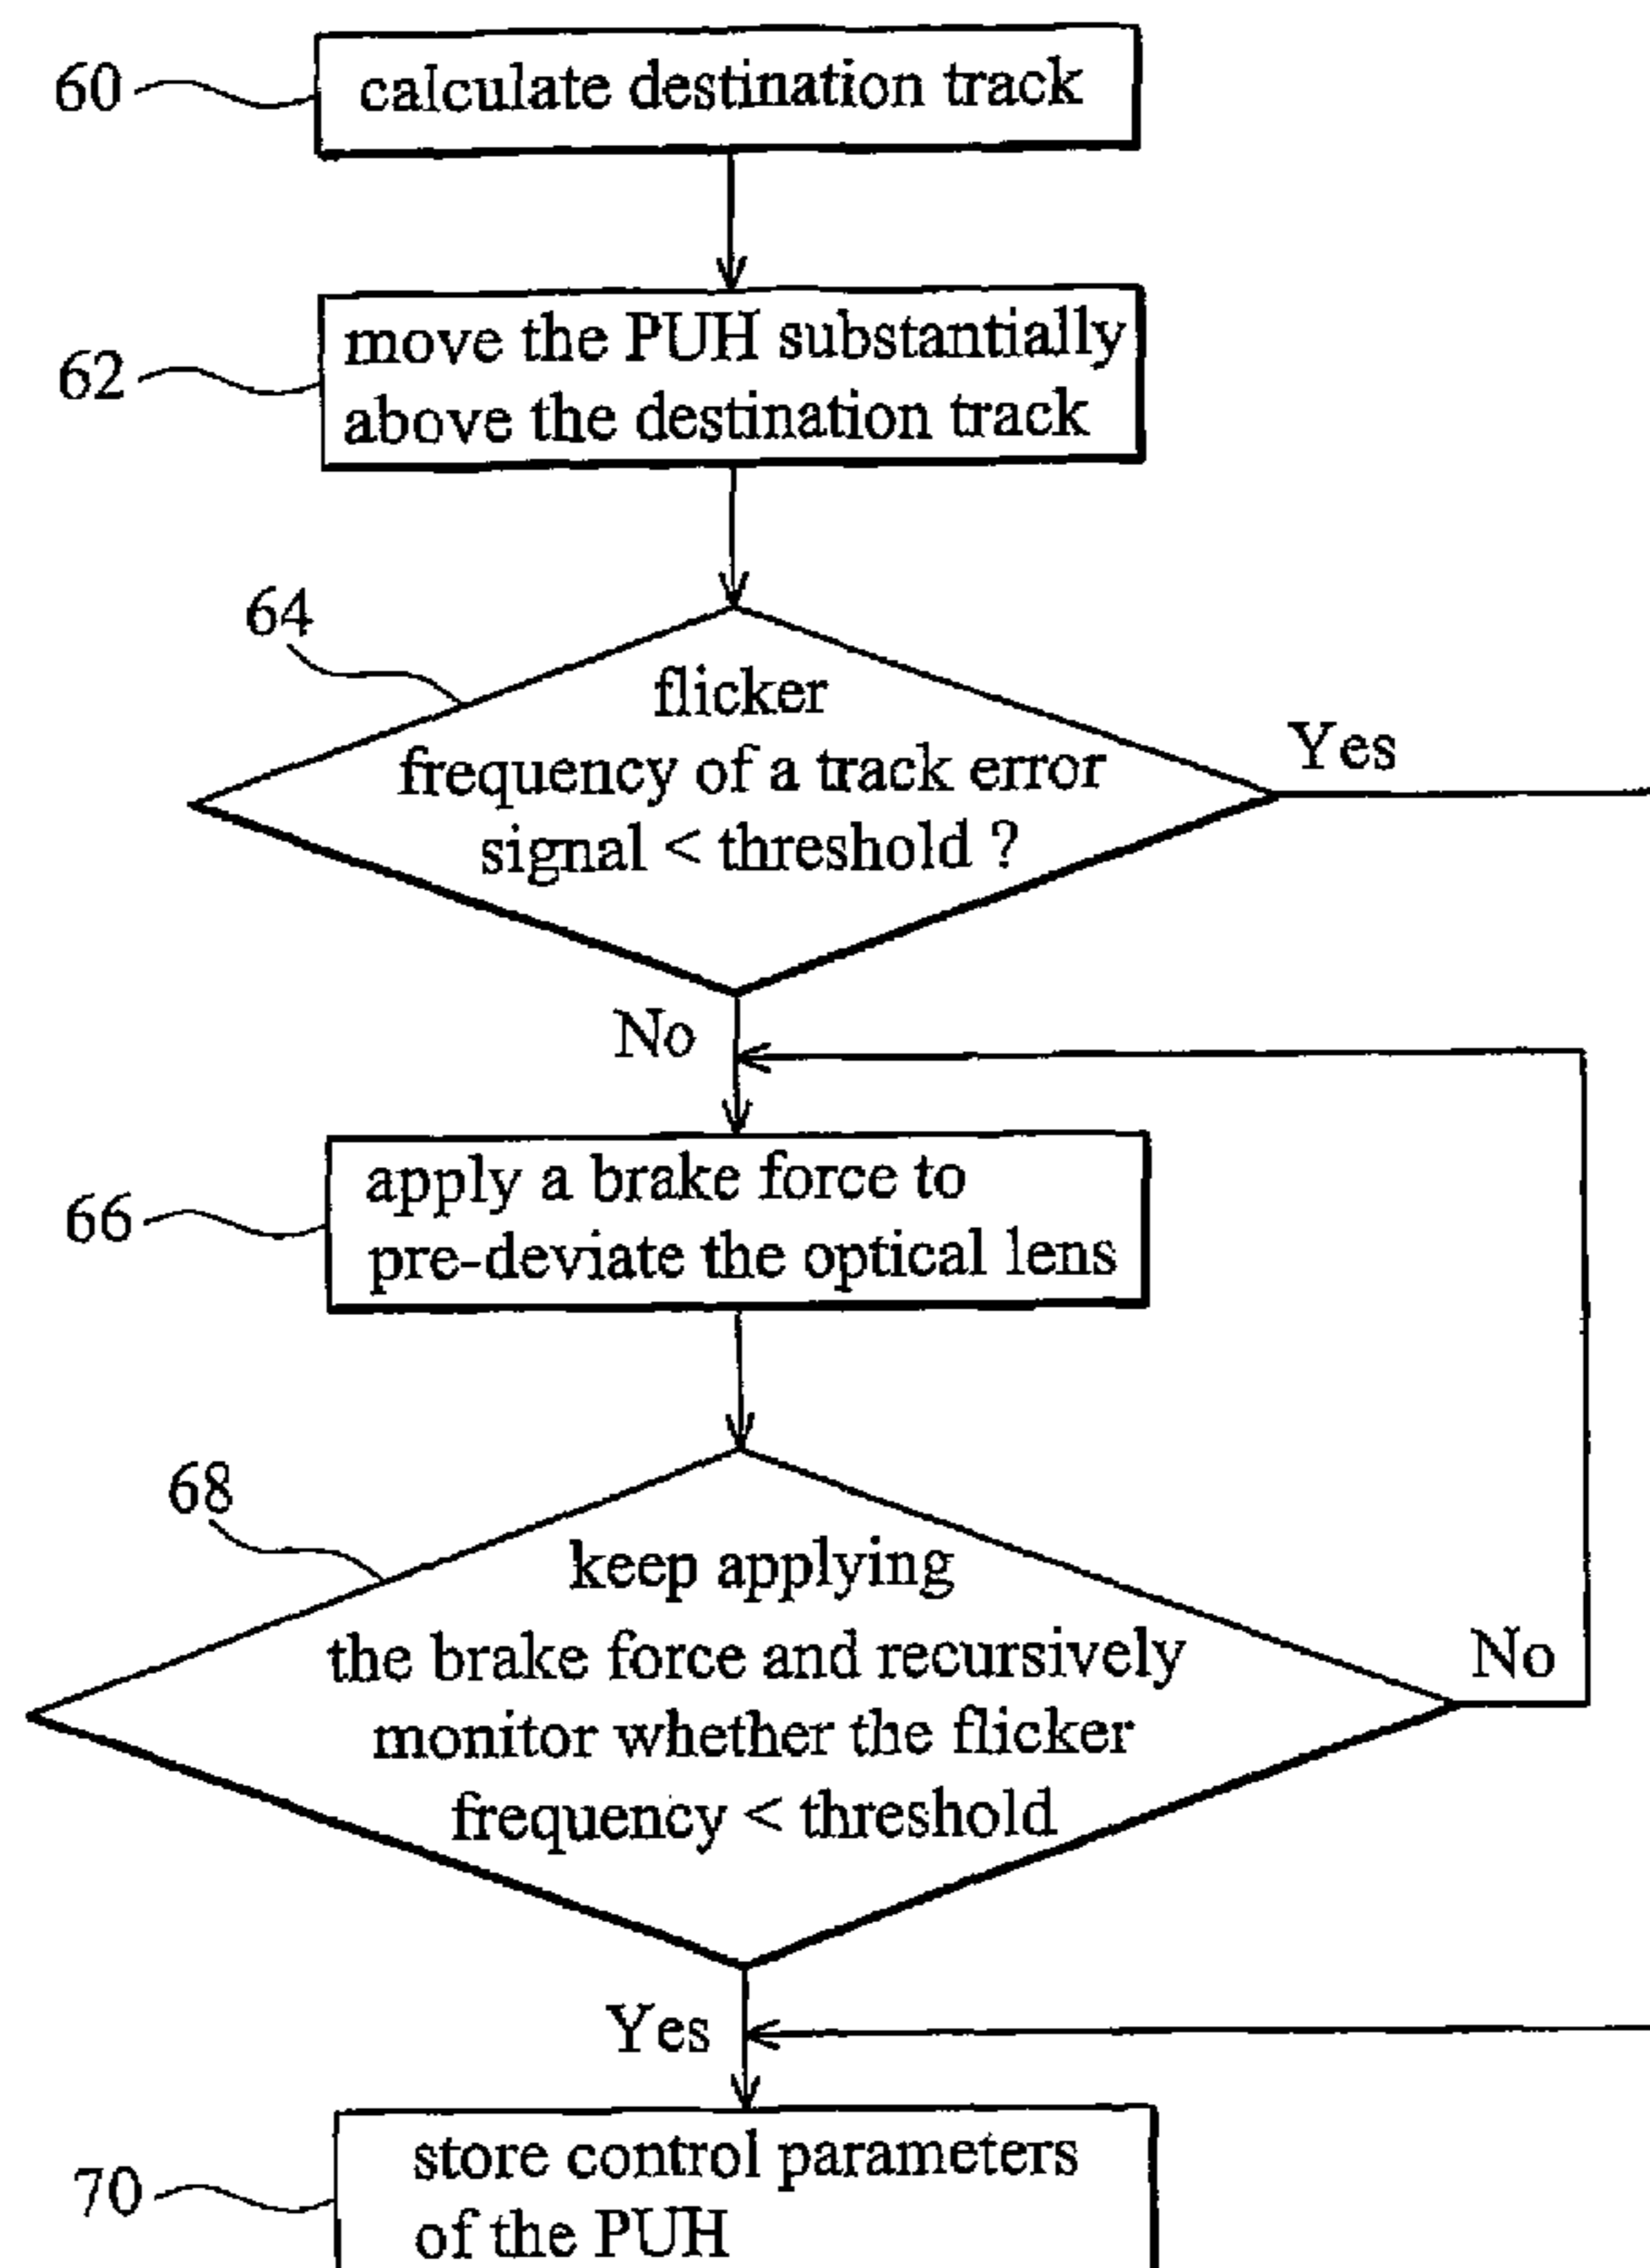 60
calculate destination track
62
move the PUH substantially
above the destination track
64
flicker
frequency of a track error
signal < threshold ?
Yes
No
66
apply a brake force to
pre-deviate the optical lens
68
keep applying
the brake force and recursively
monitor whether the flicker
frequency < threshold
No
Yes
70
store control parameters
of the PUH